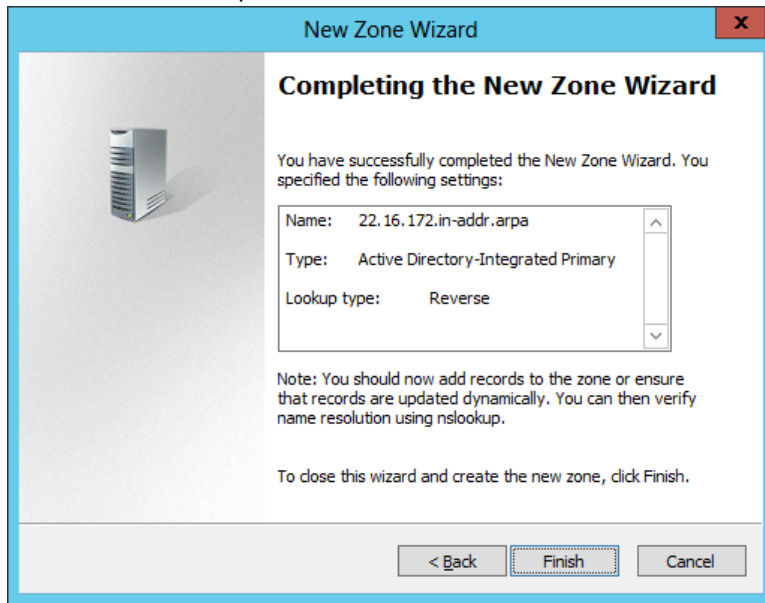 New Zone Wizard
x
Completing the New Zone Wizard
You have successfully completed the New Zone Wizard. You
specified the following settings:
Name: 22.16.172.in-addr.arpa
Type: Active Directory-Integrated Primary
Lookup type: Reverse
Note: You should now add records to the zone or ensure
that records are updated dynamically. You can then verify
name resolution using nslookup.
To close this wizard and create the new zone, click Finish.
< Back
Finish
Cancel